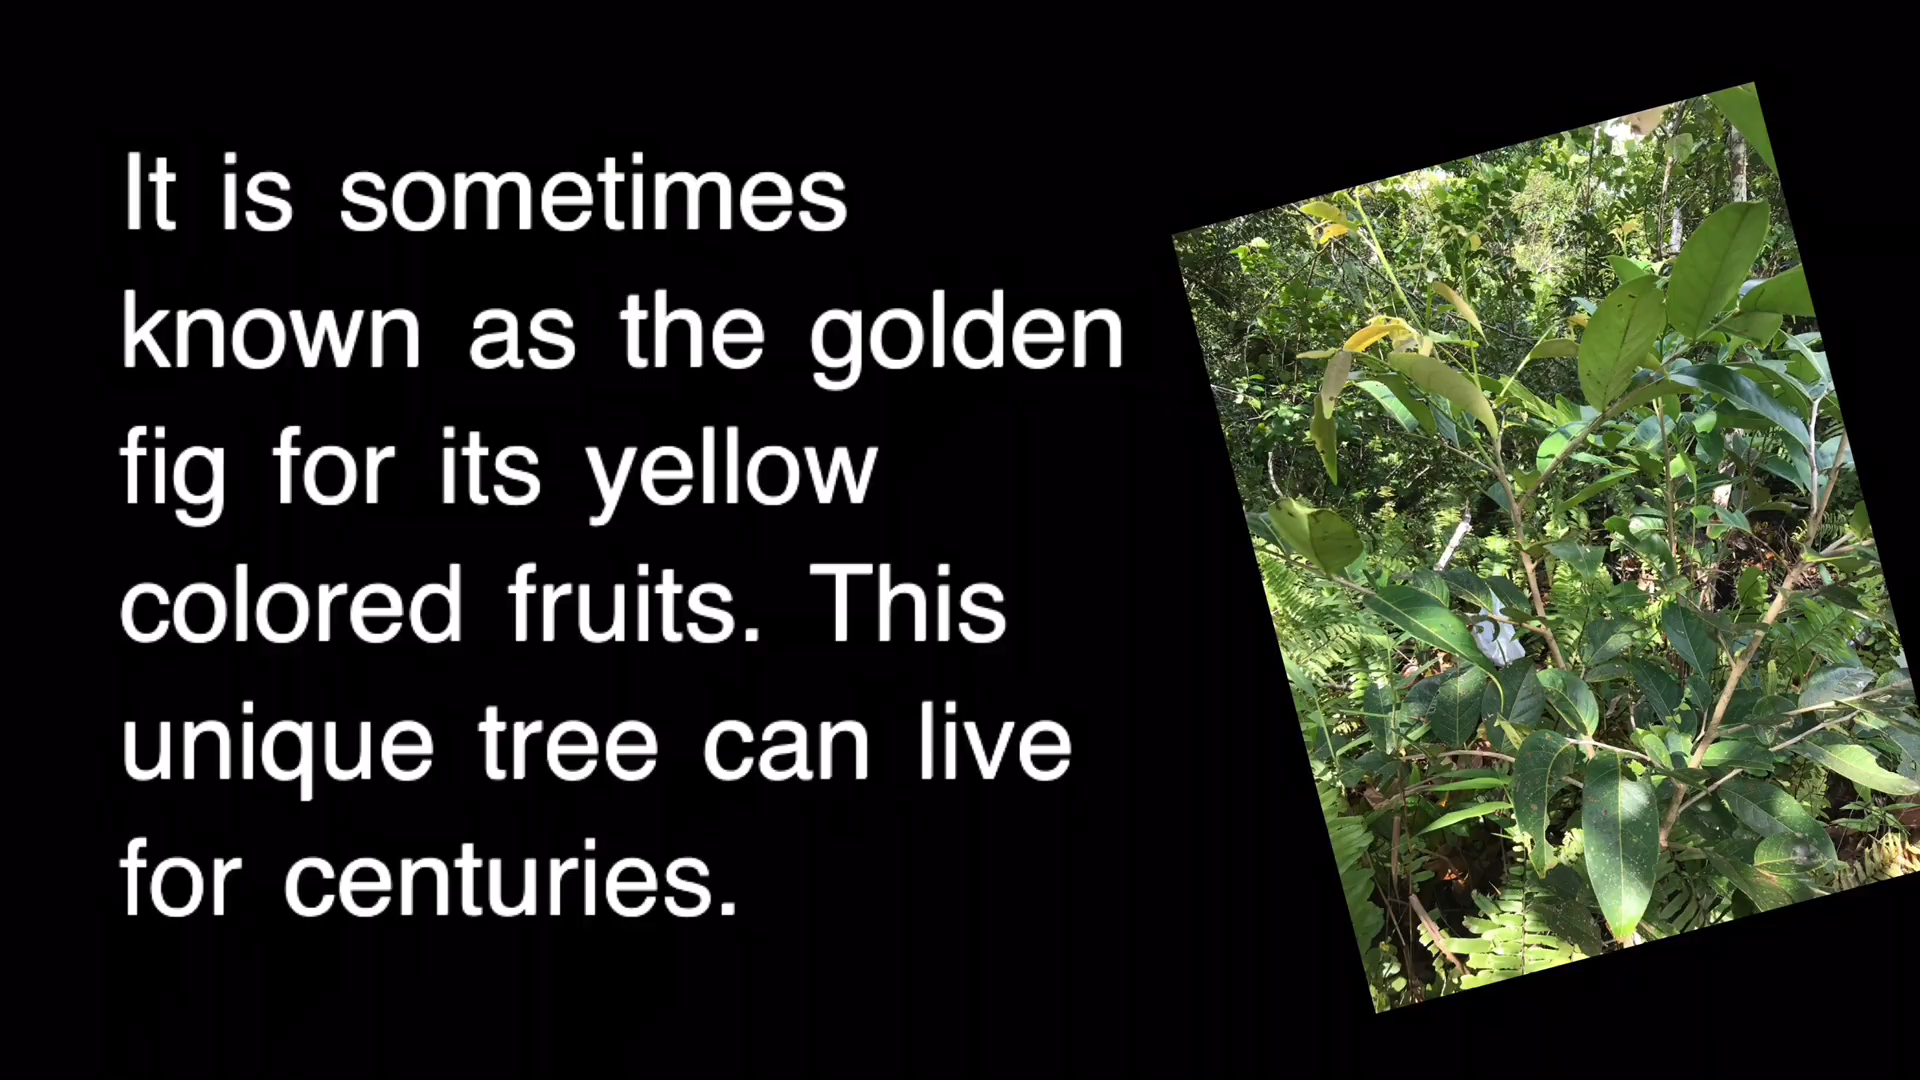 It is sometimes
known as the golden
fig for its yellow
colored fruits. This
unique tree can live
for centuries.